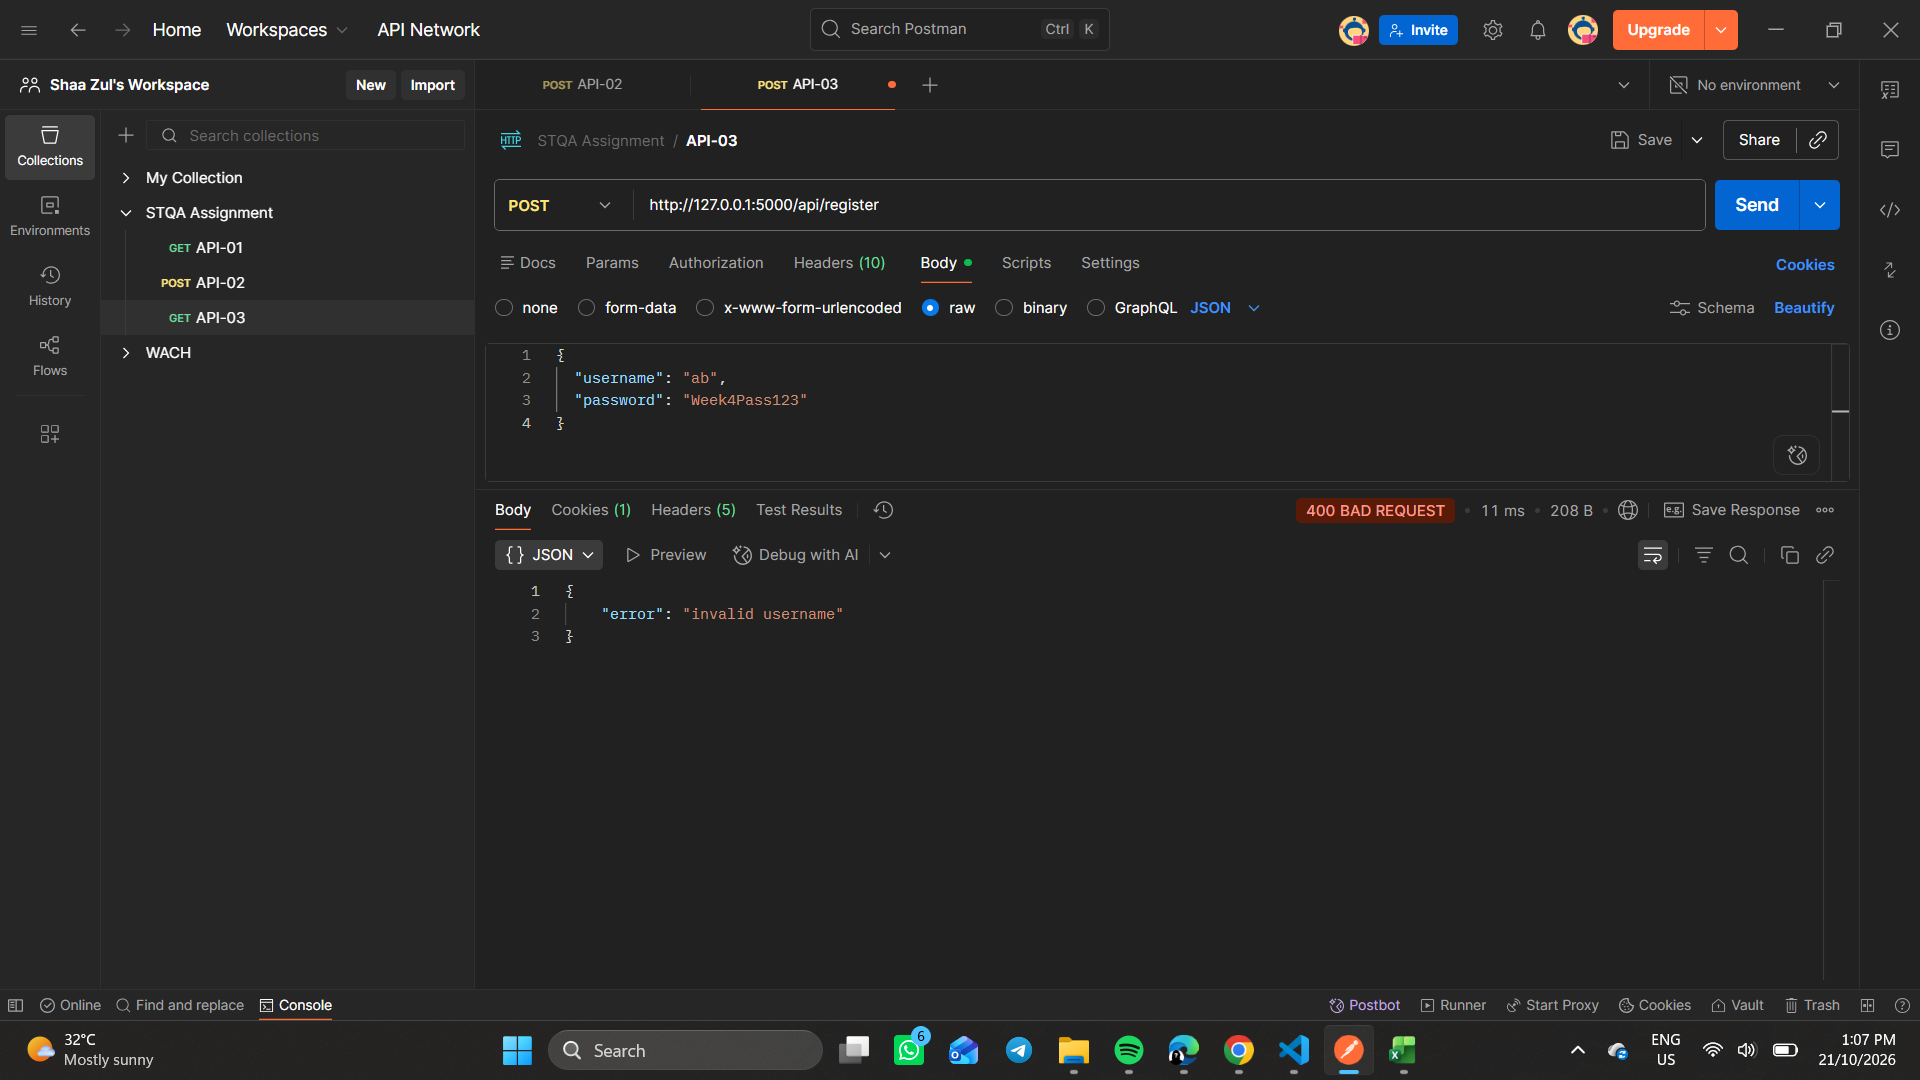 Home Workspaces API Network Search Postman Ctrl K Invite Upgrade
Shaa Zul's Workspace New Import POST API-02 POST API-03 No environment
Search collections
Collections
My Collection
STQA Assignment
GET API-01
POST API-02
GET API-03
WACH
Environments
History
Flows
HTTP STQA Assignment / API-03 Save Share
POST http://127.0.0.1:5000/api/register Send
Docs Params Authorization Headers (10) Body Scripts Settings Cookies
none form-data x-www-form-urlencoded raw binary GraphQL JSON Schema Beautify
1 {
2 "username": "ab",
3 "password": "Week4Pass123"
4 }
Body Cookies (1) Headers (5) Test Results 400 BAD REQUEST 11 ms 208 B e.g. Save Response
{} JSON Preview Debug with AI
1 {
2 "error": "invalid username"
3 }
Online Find and replace Console Postbot Runner Start Proxy Cookies Vault Trash
32°C
Mostly sunny
Search
6
ENG
US
1:07 PM
21/10/2026